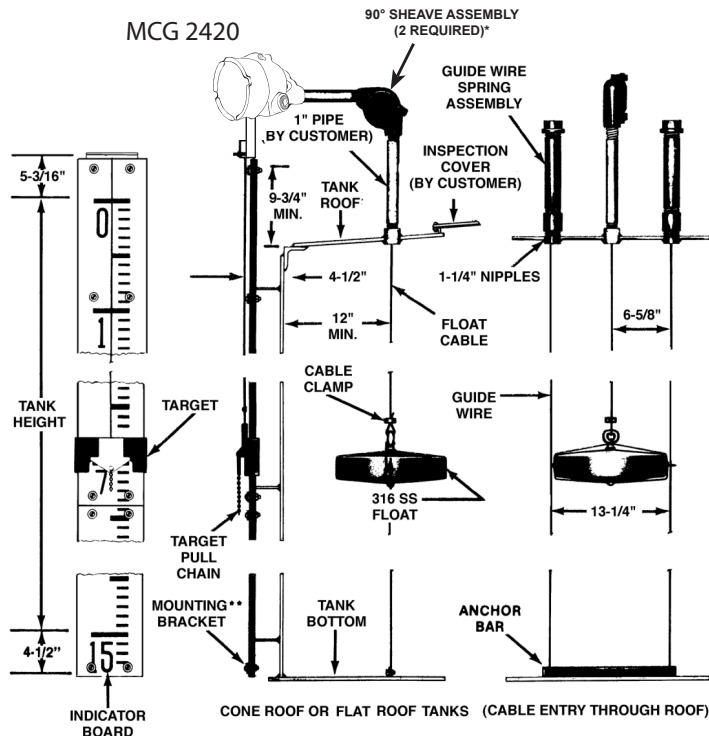 MCG 2420
90° SHEAVE ASSEMBLY
(2 REQUIRED)*
GUIDE WIRE
SPRING
ASSEMBLY
1" PIPE
(BY CUSTOMER)
INSPECTION
COVER
(BY CUSTOMER)
5-3/16"
9-3/4"
MIN.
TANK
ROOF
0
4-1/2"
1-1/4" NIPPLES
1
12"
MIN.
FLOAT
CABLE
6-5/8"
CABLE
CLAMP
GUIDE
WIRE
TANK
HEIGHT
TARGET
7
316 SS
FLOAT
13-1/4"
TARGET
PULL
CHAIN
MOUNTING**
BRACKET
TANK
BOTTOM
ANCHOR
BAR
4-1/2"
15
INDICATOR
BOARD
CONE ROOF OR FLAT ROOF TANKS (CABLE ENTRY THROUGH ROOF)